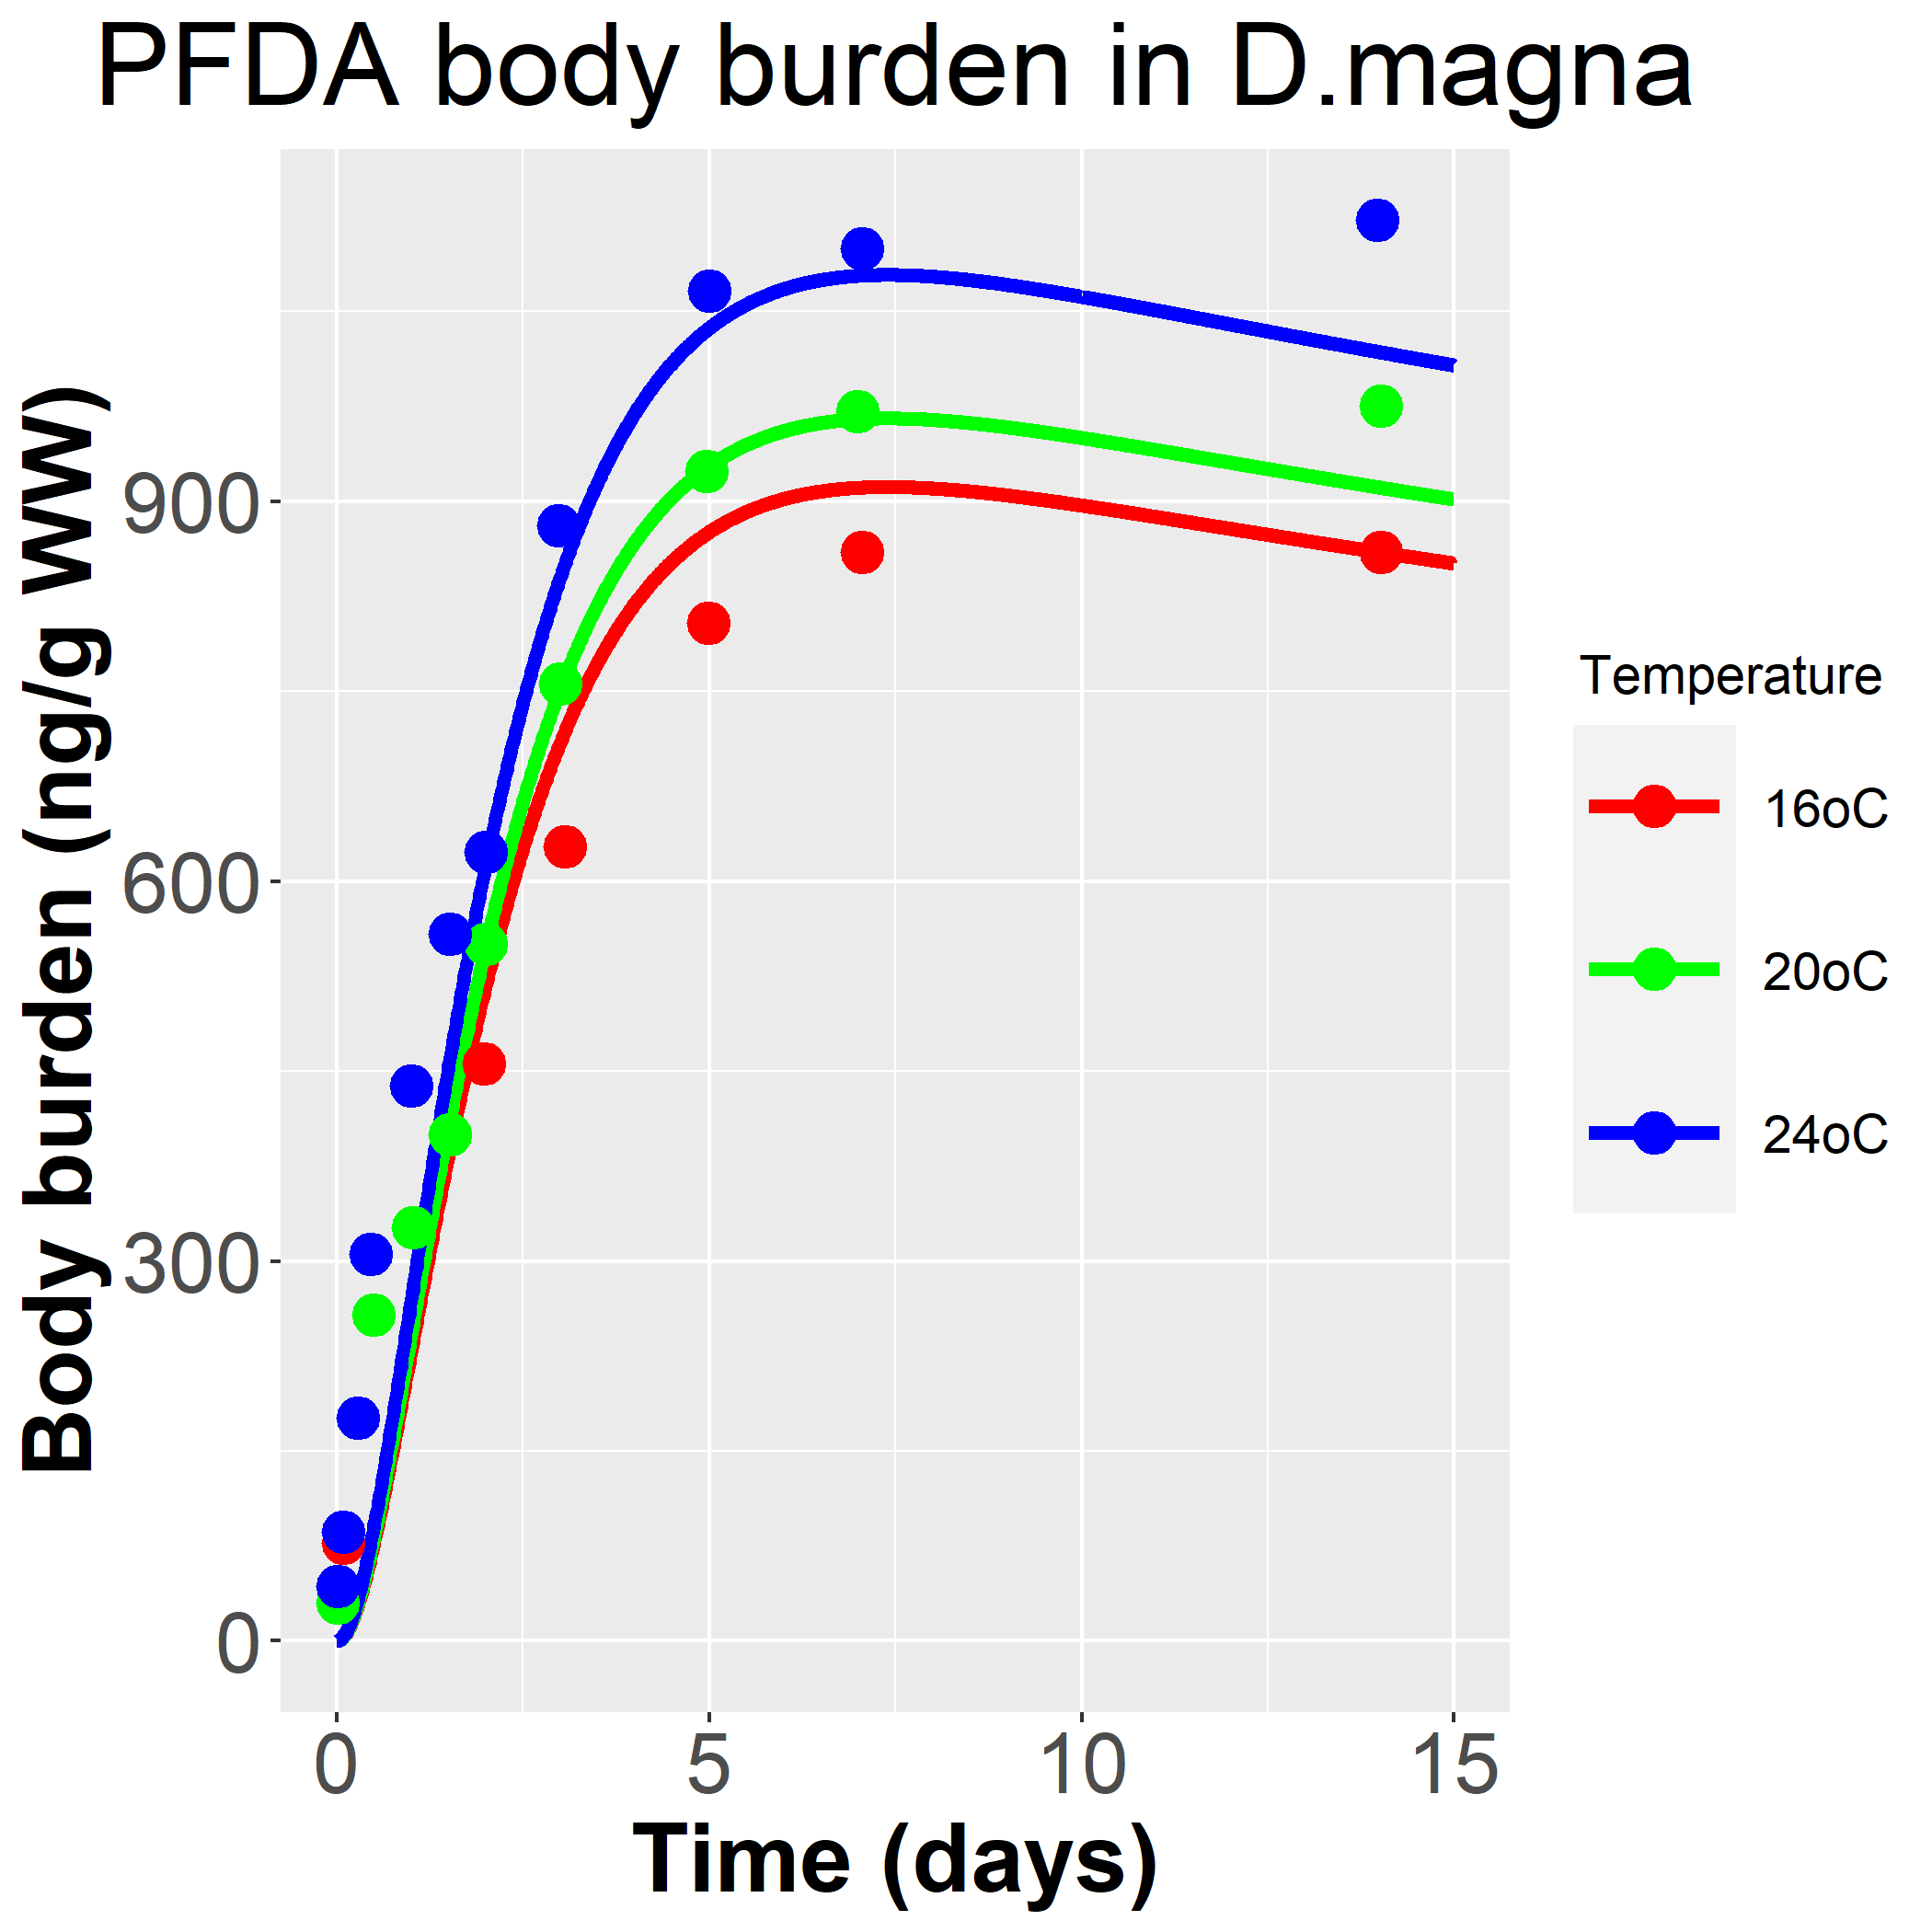 PFDA body burden in D.magna
Body burden (ng/g WW)
900
600
300
0
0 5 10 15
Time (days)
Temperature
16oC
20oC
24oC